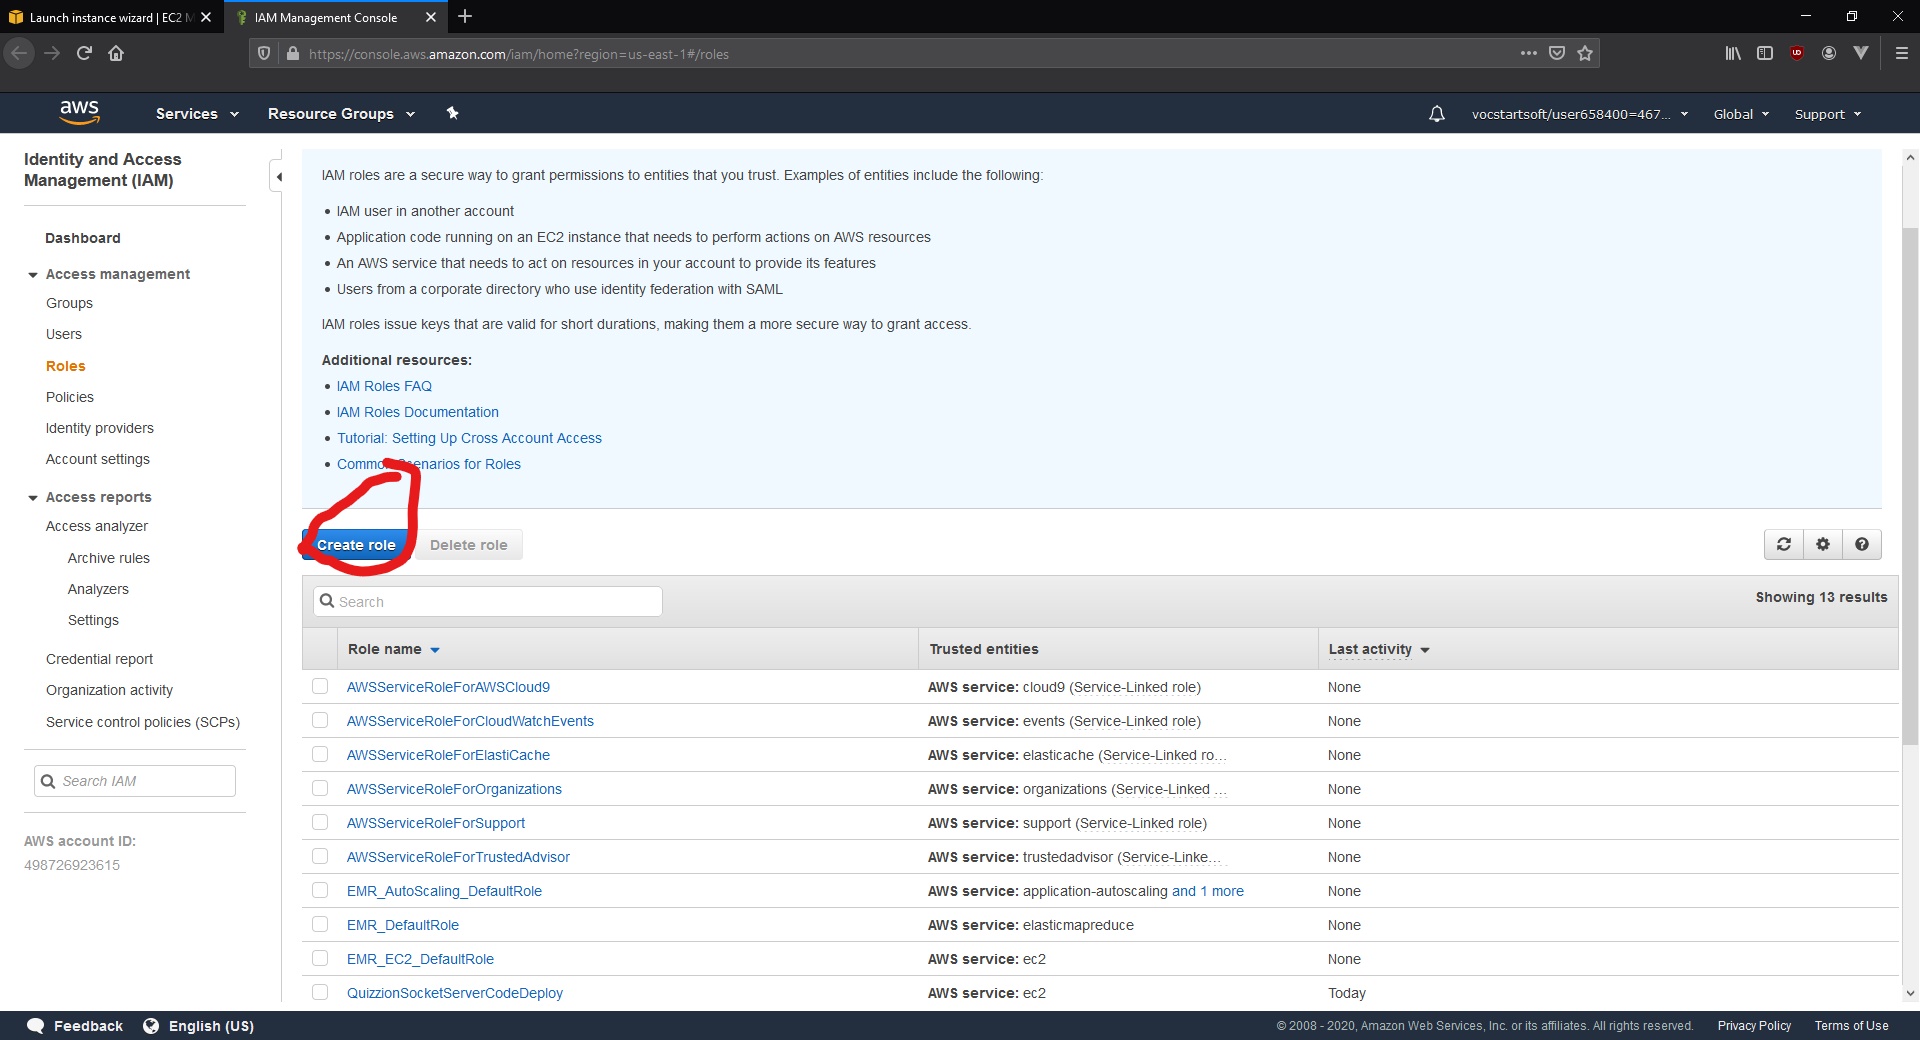 Launch instance wizard | EC2 M
IAM Management Console
https://console.aws.amazon.com/iam/home?region=us-east-1#/roles
aws
Services
Resource Groups
vocstartsoft/user658400=467...
Global
Support
Identity and Access
Management (IAM)
Dashboard
Access management
Groups
Users
Roles
Policies
Identity providers
Account settings
Access reports
Access analyzer
Archive rules
Analyzers
Settings
Credential report
Organization activity
Service control policies (SCPs)
Search IAM
AWS account ID:
498726923615
IAM roles are a secure way to grant permissions to entities that you trust. Examples of entities include the following:
• IAM user in another account
• Application code running on an EC2 instance that needs to perform actions on AWS resources
• An AWS service that needs to act on resources in your account to provide its features
• Users from a corporate directory who use identity federation with SAML
IAM roles issue keys that are valid for short durations, making them a more secure way to grant access.
Additional resources:
• IAM Roles FAQ
• IAM Roles Documentation
• Tutorial: Setting Up Cross Account Access
• Common Scenarios for Roles
Create role
Delete role
Search
Showing 13 results
Role name Trusted entities Last activity
AWSServiceRoleForAWSCloud9 AWS service: cloud9 (Service-Linked role) None
AWSServiceRoleForCloudWatchEvents AWS service: events (Service-Linked role) None
AWSServiceRoleForElastiCache AWS service: elasticache (Service-Linked ro... None
AWSServiceRoleForOrganizations AWS service: organizations (Service-Linked ... None
AWSServiceRoleForSupport AWS service: support (Service-Linked role) None
AWSServiceRoleForTrustedAdvisor AWS service: trustedadvisor (Service-Linke... None
EMR_AutoScaling_DefaultRole AWS service: application-autoscaling and 1 more None
EMR_DefaultRole AWS service: elasticmapreduce None
EMR_EC2_DefaultRole AWS service: ec2 None
QuizzionSocketServerCodeDeploy AWS service: ec2 Today
Feedback
English (US)
© 2008 - 2020, Amazon Web Services, Inc. or its affiliates. All rights reserved.
Privacy Policy
Terms of Use